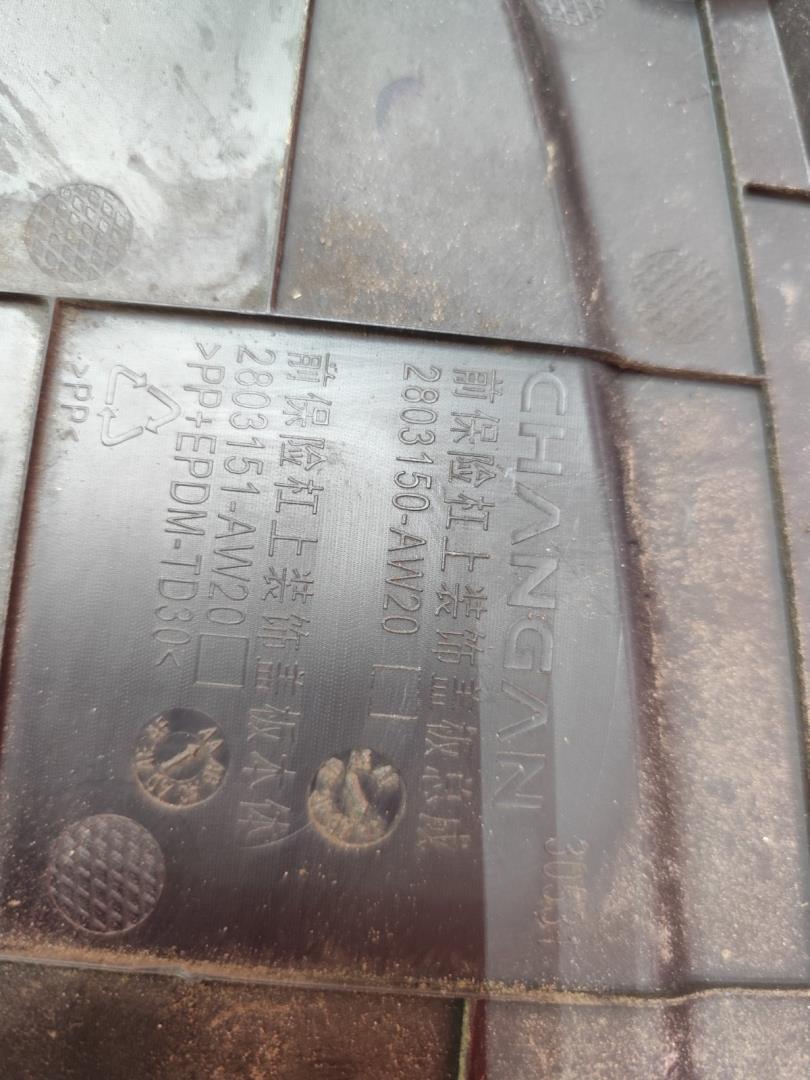 CHANGAN
前保险杠上装饰盖板总成
2803150-AW20
前保险杠上装饰盖板本体
2803151-AW20
>PP+EPDM-TD30<
>PP<